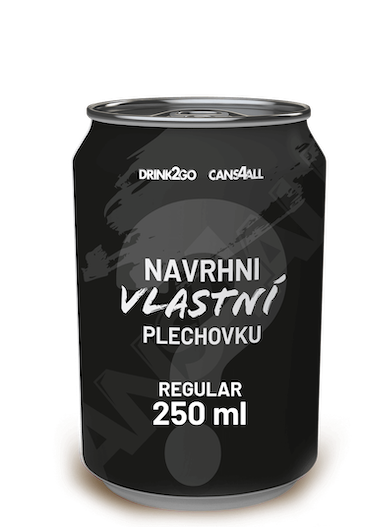 DRINK2GO CANS4ALL
NAVRHNI
VLASTNÍ
PLECHOVKU
REGULAR
250 ml